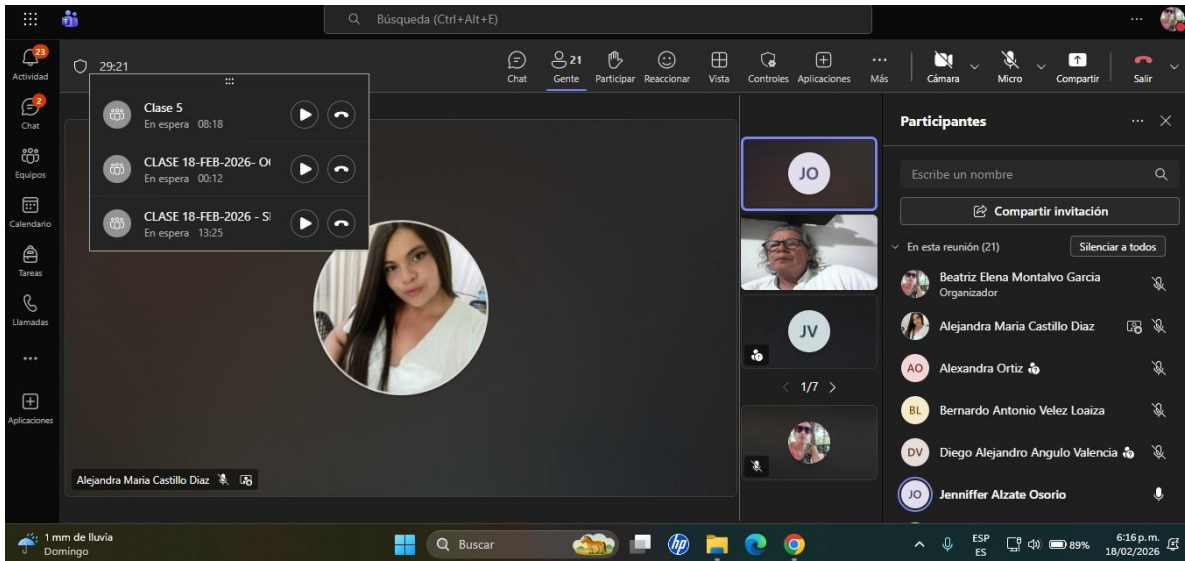 Búsqueda (Ctrl+Alt+E)
23
Actividad
2
Chat
Equipos
Calendario
Tareas
Llamadas
Aplicaciones
29:21
Chat
21
Gente
Participar
Reaccionar
Vista
Controles
Aplicaciones
Más
Cámara
Micro
Compartir
Salir
Clase 5
En espera 08:18
CLASE 18-FEB-2026- O
En espera 00:12
CLASE 18-FEB-2026 - S
En espera 13:25
Alejandra Maria Castillo Diaz
JO
JV
1/7
Participantes
Escribe un nombre
Compartir invitación
En esta reunión (21)
Silenciar a todos
Beatriz Elena Montalvo Garcia
Organizador
Alejandra Maria Castillo Diaz
AO
Alexandra Ortiz
BL
Bernardo Antonio Velez Loaiza
DV
Diego Alejandro Angulo Valencia
JO
Jenniffer Alzate Osorio
1 mm de lluvia
Domingo
Buscar
hp
ESP
ES
89%
6:16 p. m.
18/02/2026